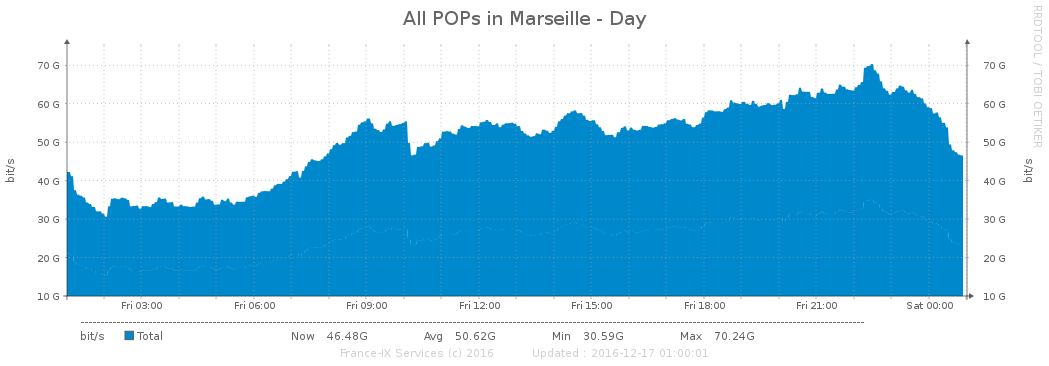 All POPs in Marseille - Day
RRDTOOL / TOBI OETIKER
bit/s
70 G
60 G
50 G
40 G
30 G
20 G
10 G
70 G
60 G
50 G
40 G
30 G
20 G
10 G
bit/s
Fri 03:00 Fri 06:00 Fri 09:00 Fri 12:00 Fri 15:00 Fri 18:00 Fri 21:00 Sat 00:00
bit/s Total Now 46.48G Avg 50.62G Min 30.59G Max 70.24G
France-IX Services (c) 2016 Updated : 2016-12-17 01:00:01